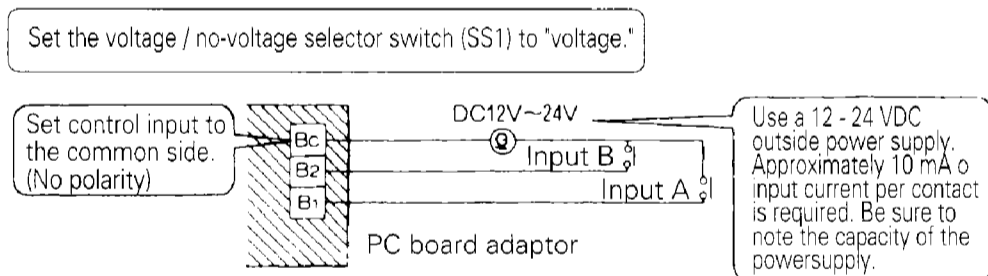 Set the voltage / no-voltage selector switch (SS1) to "voltage."
Set control input to
the common side.
(No polarity)
BC
B2
B1
DC12V~24V
Input B
Input A
PC board adaptor
Use a 12 - 24 VDC
outside power supply.
Approximately 10 mA o
input current per contact
is required. Be sure to
note the capacity of the
powersupply.